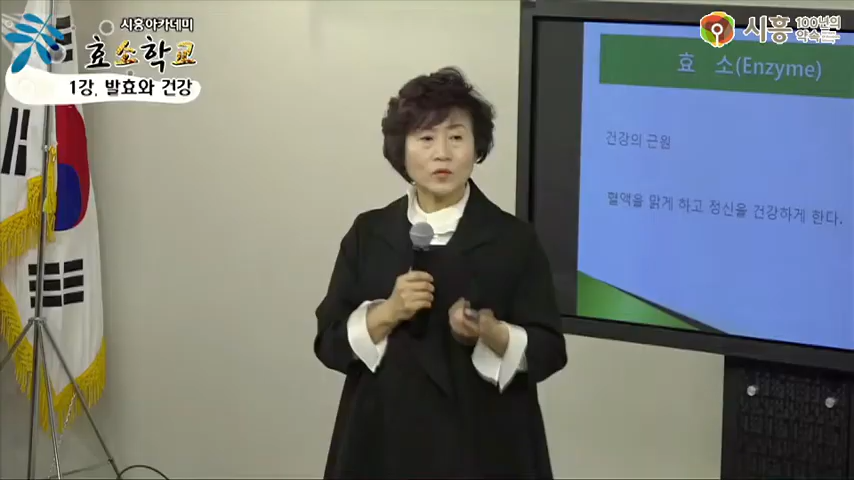 시흥아카데미
효소학교
1강. 발효와 건강
시흥 100년의 약속
효 소(Enzyme)
건강의 근원
혈액을 맑게 하고 정신을 건강하게 한다.